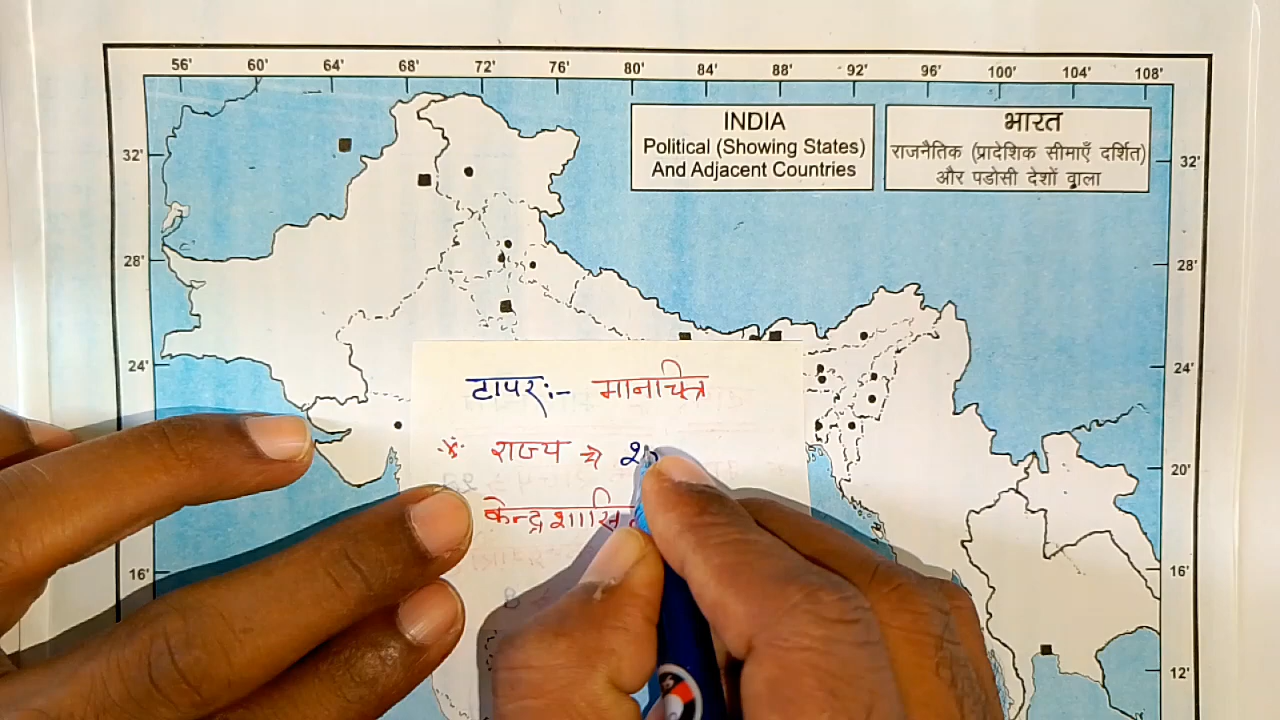 56' 60' 64' 68' 72' 76' 80' 84' 88' 92' 96' 100' 104' 108'
INDIA
Political (Showing States)
And Adjacent Countries
भारत
राजनैतिक (प्रादेशिक सीमाएँ दर्शित)
और पडोसी देशों वाला
32' 32'
28' 28'
24' 24'
टापर:- मानचित्र
राज्य →
20'
केन्द्र शासि
16' 16'
12'